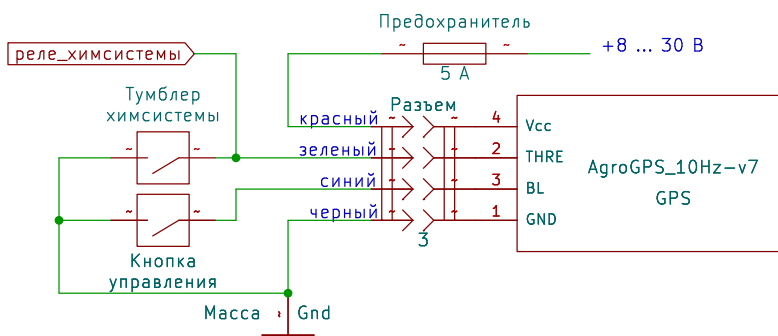 Предохранитель
~ ~ +8 ... 30 В
реле_химсистемы
5 А
Тумблер
химсистемы
Разъем
красный ~ ~ 4 Vcc
~ ~ зеленый ~ ~ 2 THRE
AgroGPS_10Hz-v7
синий ~ ~ 3 BL
GPS
~ ~ черный ~ ~ 1 GND
3
Кнопка
управления
Масса ~ Gnd